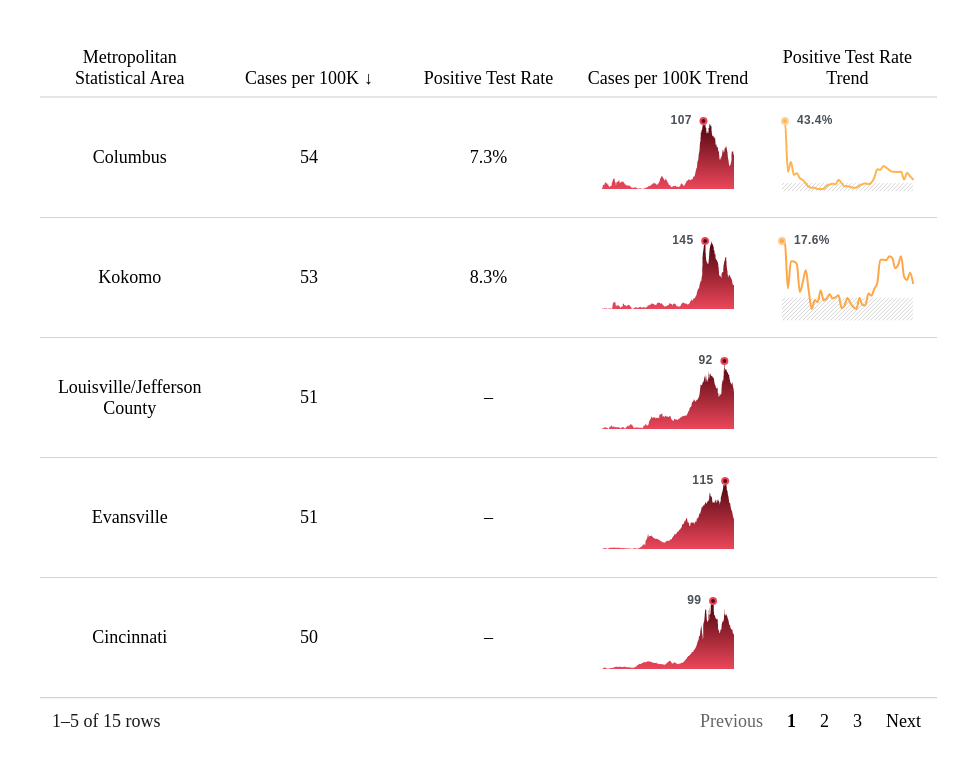 Metropolitan
Statistical Area
Cases per 100K ↓
Positive Test Rate
Cases per 100K Trend
Positive Test Rate
Trend
Columbus
54
7.3%
107
43.4%
Kokomo
53
8.3%
145
17.6%
Louisville/Jefferson
County
51
–
92
Evansville
51
–
115
Cincinnati
50
–
99
1–5 of 15 rows
Previous 1 2 3 Next